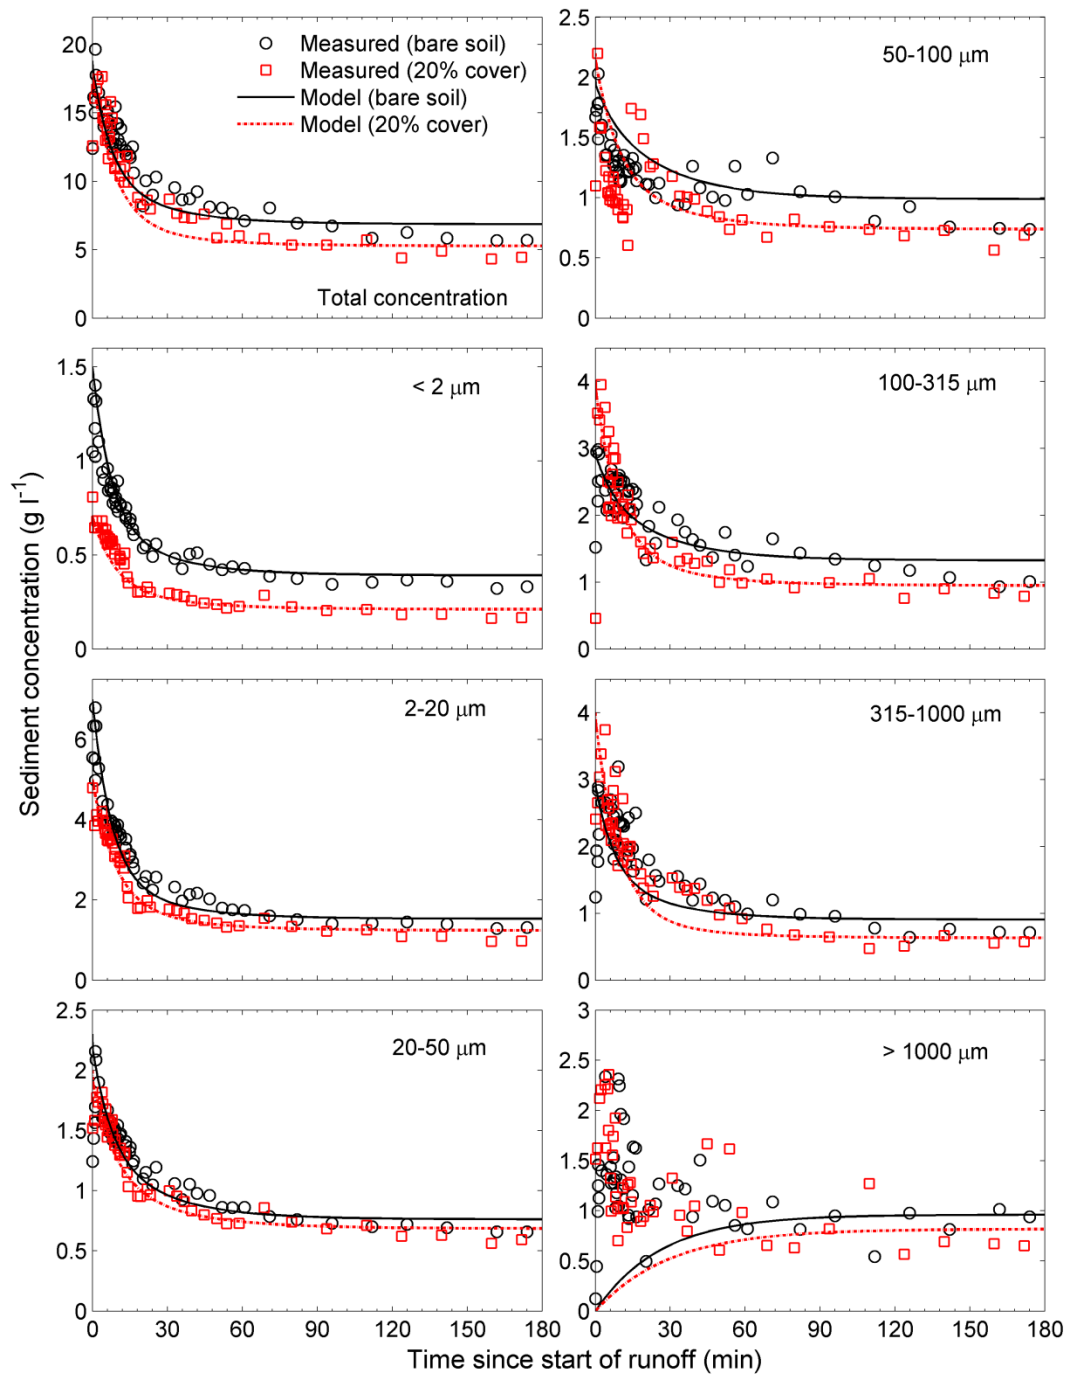 Measured (bare soil)
Measured (20% cover)
Model (bare soil)
Model (20% cover)
Total concentration
20
15
10
5
0
50-100 μm
2.5
2
1.5
1
0.5
0
< 2 μm
1.5
1
0.5
0
100-315 μm
4
3
2
1
0
2-20 μm
6
4
2
0
315-1000 μm
4
3
2
1
0
20-50 μm
2.5
2
1.5
1
0.5
0
> 1000 μm
3
2.5
2
1.5
1
0.5
0
0 30 60 90 120 150 180
0 30 60 90 120 150 180
Sediment concentration (g l⁻¹)
Time since start of runoff (min)